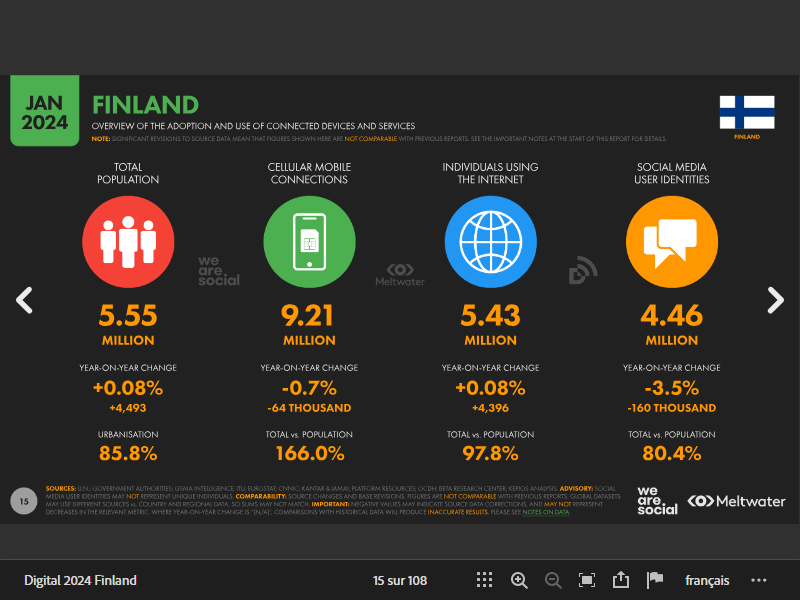 JAN
2024
FINLAND
OVERVIEW OF THE ADOPTION AND USE OF CONNECTED DEVICES AND SERVICES
NOTE: SIGNIFICANT REVISIONS TO SOURCE DATA MEAN THAT FIGURES SHOWN HERE ARE NOT COMPARABLE WITH PREVIOUS REPORTS. SEE THE IMPORTANT NOTES AT THE START OF THIS REPORT FOR DETAILS.
FINLAND
TOTAL
POPULATION
CELLULAR MOBILE
CONNECTIONS
INDIVIDUALS USING
THE INTERNET
SOCIAL MEDIA
USER IDENTITIES
we
are
social
Meltwater
5.55
MILLION
9.21
MILLION
5.43
MILLION
4.46
MILLION
YEAR-ON-YEAR CHANGE
+0.08%
+4,493
YEAR-ON-YEAR CHANGE
-0.7%
-64 THOUSAND
YEAR-ON-YEAR CHANGE
+0.08%
+4,396
YEAR-ON-YEAR CHANGE
-3.5%
-160 THOUSAND
URBANISATION
85.8%
TOTAL vs. POPULATION
166.0%
TOTAL vs. POPULATION
97.8%
TOTAL vs. POPULATION
80.4%
15
SOURCES: U.N.; GOVERNMENT AUTHORITIES; GSMA INTELLIGENCE; ITU; EUROSTAT; CNNIC; KANTAR & IAMAI; PLATFORM RESOURCES; OCDH; BETA RESEARCH CENTER; KEPIOS ANALYSIS. ADVISORY: SOCIAL
MEDIA USER IDENTITIES MAY NOT REPRESENT UNIQUE INDIVIDUALS. COMPARABILITY: SOURCE CHANGES AND BASE REVISIONS. FIGURES ARE NOT COMPARABLE WITH PREVIOUS REPORTS. GLOBAL DATASETS
MAY USE DIFFERENT SOURCES vs. COUNTRY AND REGIONAL DATA, SO SUMS MAY NOT MATCH. IMPORTANT: NEGATIVE VALUES MAY INDICATE SOURCE DATA CORRECTIONS, AND MAY NOT REPRESENT
DECREASES IN THE RELEVANT METRIC. WHERE YEAR-ON-YEAR CHANGE IS "[N/A]", COMPARISONS WITH HISTORICAL DATA WILL PRODUCE INACCURATE RESULTS. PLEASE SEE NOTES ON DATA.
we
are
social
Meltwater
Digital 2024 Finland
15 sur 108
français